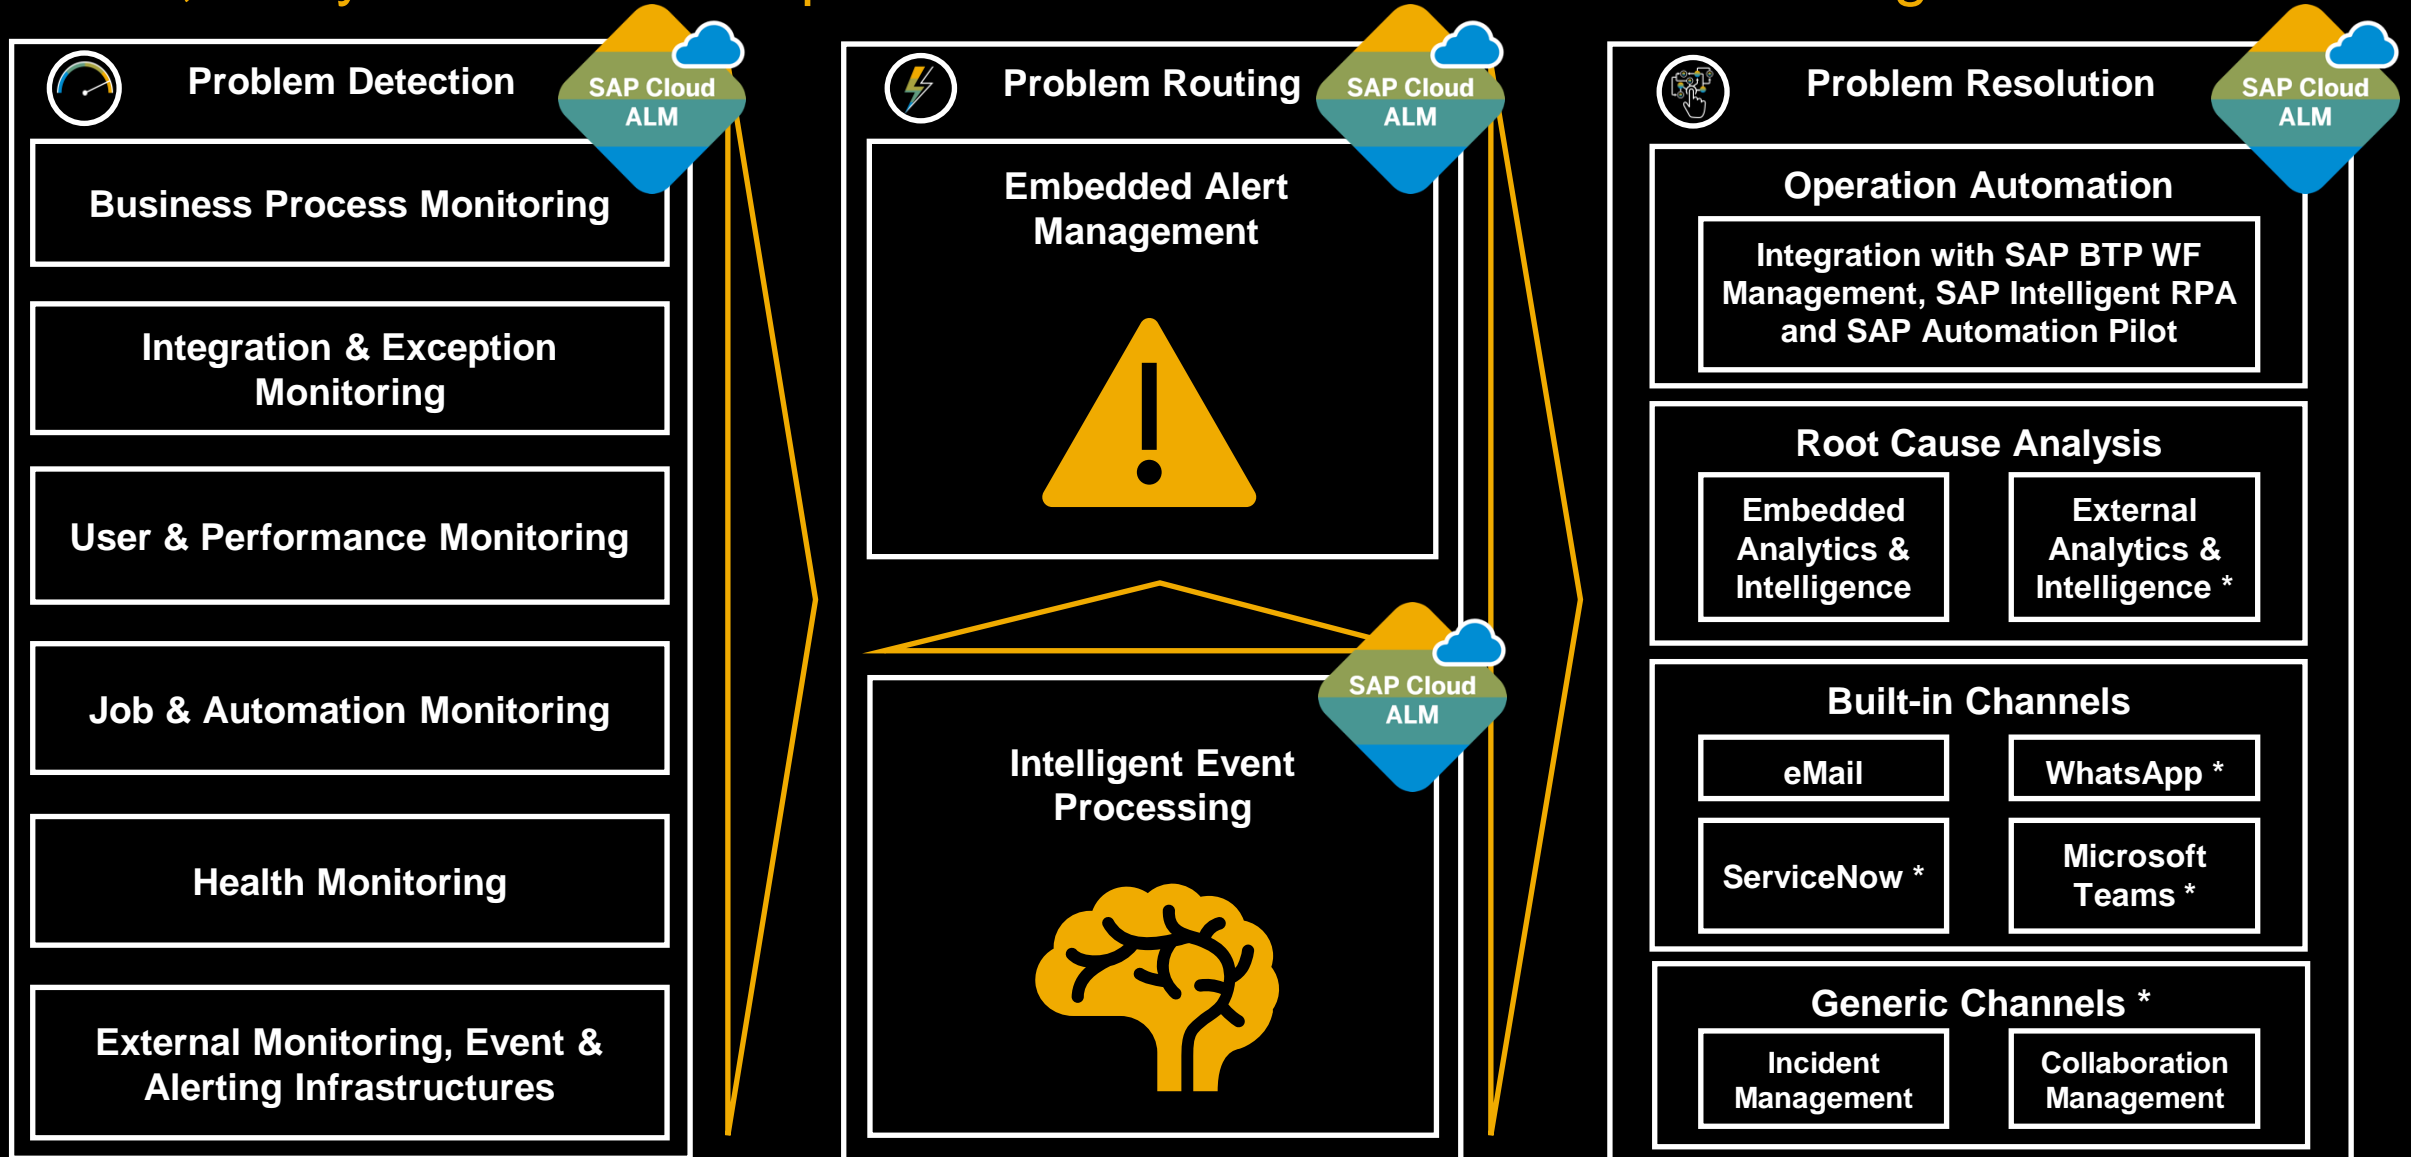 Problem Detection
SAP Cloud
ALM
Business Process Monitoring
Integration & Exception
Monitoring
User & Performance Monitoring
Job & Automation Monitoring
Health Monitoring
External Monitoring, Event &
Alerting Infrastructures
Problem Routing
SAP Cloud
ALM
Embedded Alert
Management
SAP Cloud
ALM
Intelligent Event
Processing
Problem Resolution
SAP Cloud
ALM
Operation Automation
Integration with SAP BTP WF
Management, SAP Intelligent RPA
and SAP Automation Pilot
Root Cause Analysis
Embedded
Analytics &
Intelligence
External
Analytics &
Intelligence *
Built-in Channels
eMail
WhatsApp *
ServiceNow *
Microsoft
Teams *
Generic Channels *
Incident
Management
Collaboration
Management